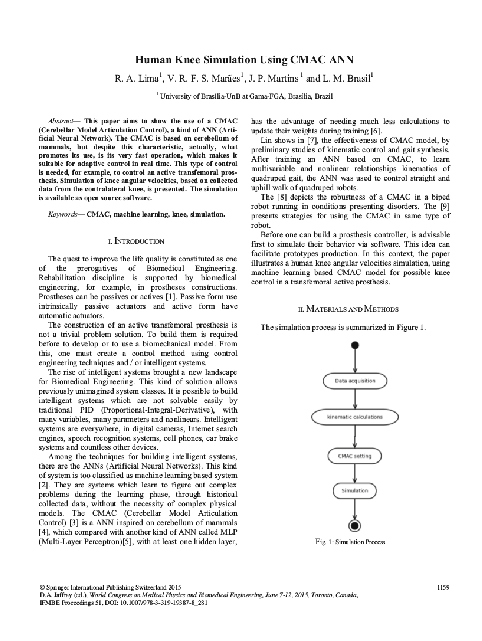 Human Knee Simulation Using CMAC ANN
R. A. Lima1, V. R. F. S. Marães1, J. P. Martins1 and L. M. Brasil1
1 University of Brasilia-UnB at Gama-FGA, Brasilia, Brazil
Abstract— This paper aims to show the use of a CMAC
(Cerebellar Model Articulation Control), a kind of ANN (Arti-
ficial Neural Network). The CMAC is based on cerebellum of
mammals, but despite this characteristic, actually, what
promotes its use, is its very fast operation, which makes it
suitable for adaptive control in real time. This type of control
is needed, for example, to control an active transfemoral pros-
thesis. Simulation of knee angular velocities, based on collected
data from the contralateral knee, is presented. The simulation
is available as open source software.
Keywords— CMAC, machine learning, knee, simulation.
I. INTRODUCTION
The quest to improve the life quality is constituted as one
of the prerogatives of Biomedical Engineering.
Rehabilitation discipline is supported by biomedical
engineering, for example, in prostheses constructions.
Prostheses can be passives or actives [1]. Passive form use
intrinsically passive actuators and active form have
automatic actuators.
The construction of an active transfemoral prosthesis is
not a trivial problem solution. To build them is required
before to develop or to use a biomechanical model. From
this, one must create a control method using control
engineering techniques and / or intelligent systems.
The rise of intelligent systems brought a new landscape
for Biomedical Engineering. This kind of solution allows
previously unimagined system classes. It is possible to build
intelligent systems which are not solvable easily by
traditional PID (Proportional-Integral-Derivative), with
many variables, many parameters and nonlinears. Intelligent
systems are everywhere, in digital cameras, Internet search
engines, speech recognition systems, cell phones, car brake
systems and countless other devices.
Among the techniques for building intelligent systems,
there are the ANNs (Artificial Neural Networks). This kind
of system is too classified as machine learning based system
[2]. They are systems which learn to figure out complex
problems during the learning phase, through historical
collected data, without the necessity of complex physical
models. The CMAC (Cerebellar Model Articulation
Control) [3] is a ANN inspired on cerebellum of mammals
[4], which compared with another kind of ANN called MLP
(Multi-Layer Perceptron)[5], with at least one hidden layer,
has the advantage of needing much less calculations to
update their weights during training [6].
Lin shows in [7], the effectiveness of CMAC model, by
preliminary studies of kinematic control and gait synthesis.
After training an ANN based on CMAC, to learn
multivariable and nonlinear relationships kinematics of
quadruped gait, the ANN was used to control straight and
uphill walk of quadruped robots.
The [8] depicts the robustness of a CMAC in a biped
robot running in conditions presenting disorders. The [9]
presents strategies for using the CMAC in same type of
robot.
Before one can build a prosthesis controller, is advisable
first to simulate their behavior via software. This idea can
facilitate prototypes production. In this context, the paper
illustrates a human knee angular velocities simulation, using
machine learning based CMAC model for possible knee
control in a transfemoral active prosthesis.
II. MATERIALS AND METHODS
The simulation process is summarized in Figure 1.
Data acquisition
kinematic calculations
CMAC setting
Simulation
Fig. 1: Simulation Process
© Springer International Publishing Switzerland 2015
D.A. Jaffray (ed.), World Congress on Medical Physics and Biomedical Engineering, June 7-12, 2015, Toronto, Canada,
IFMBE Proceedings 51, DOI: 10.1007/978-3-319-19387-8_281
1159